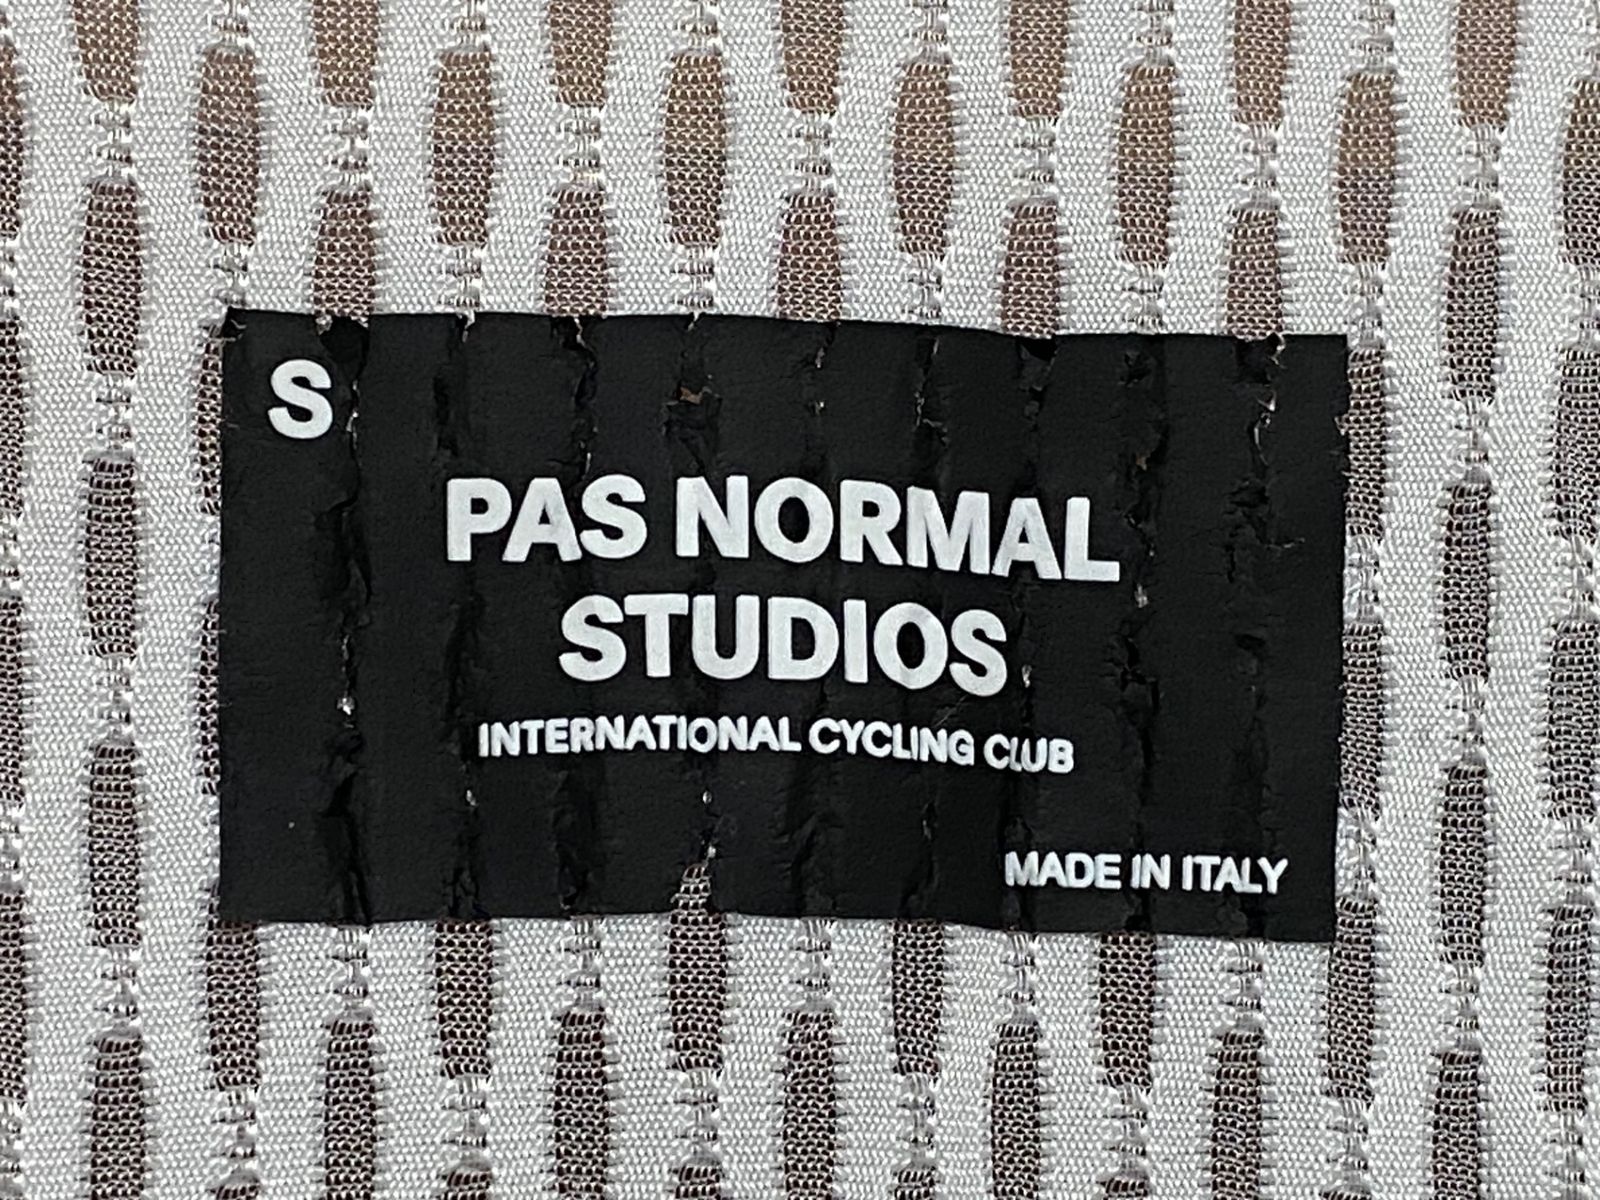 S
PAS NORMAL
STUDIOS
INTERNATIONAL CYCLING CLUB
MADE IN ITALY